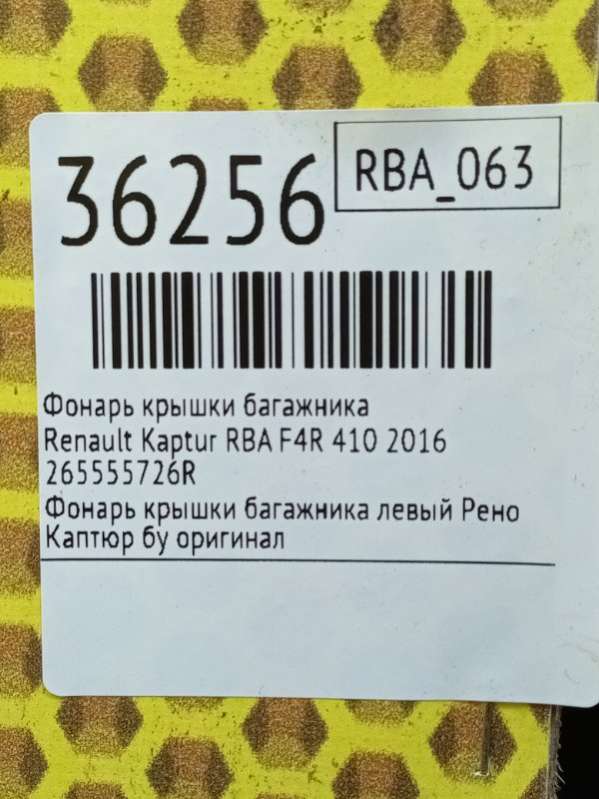 36256
RBA_063
Фонарь крышки багажника
Renault Kaptur RBA F4R 410 2016
265555726R
Фонарь крышки багажника левый Рено
Каптюр бу оригинал